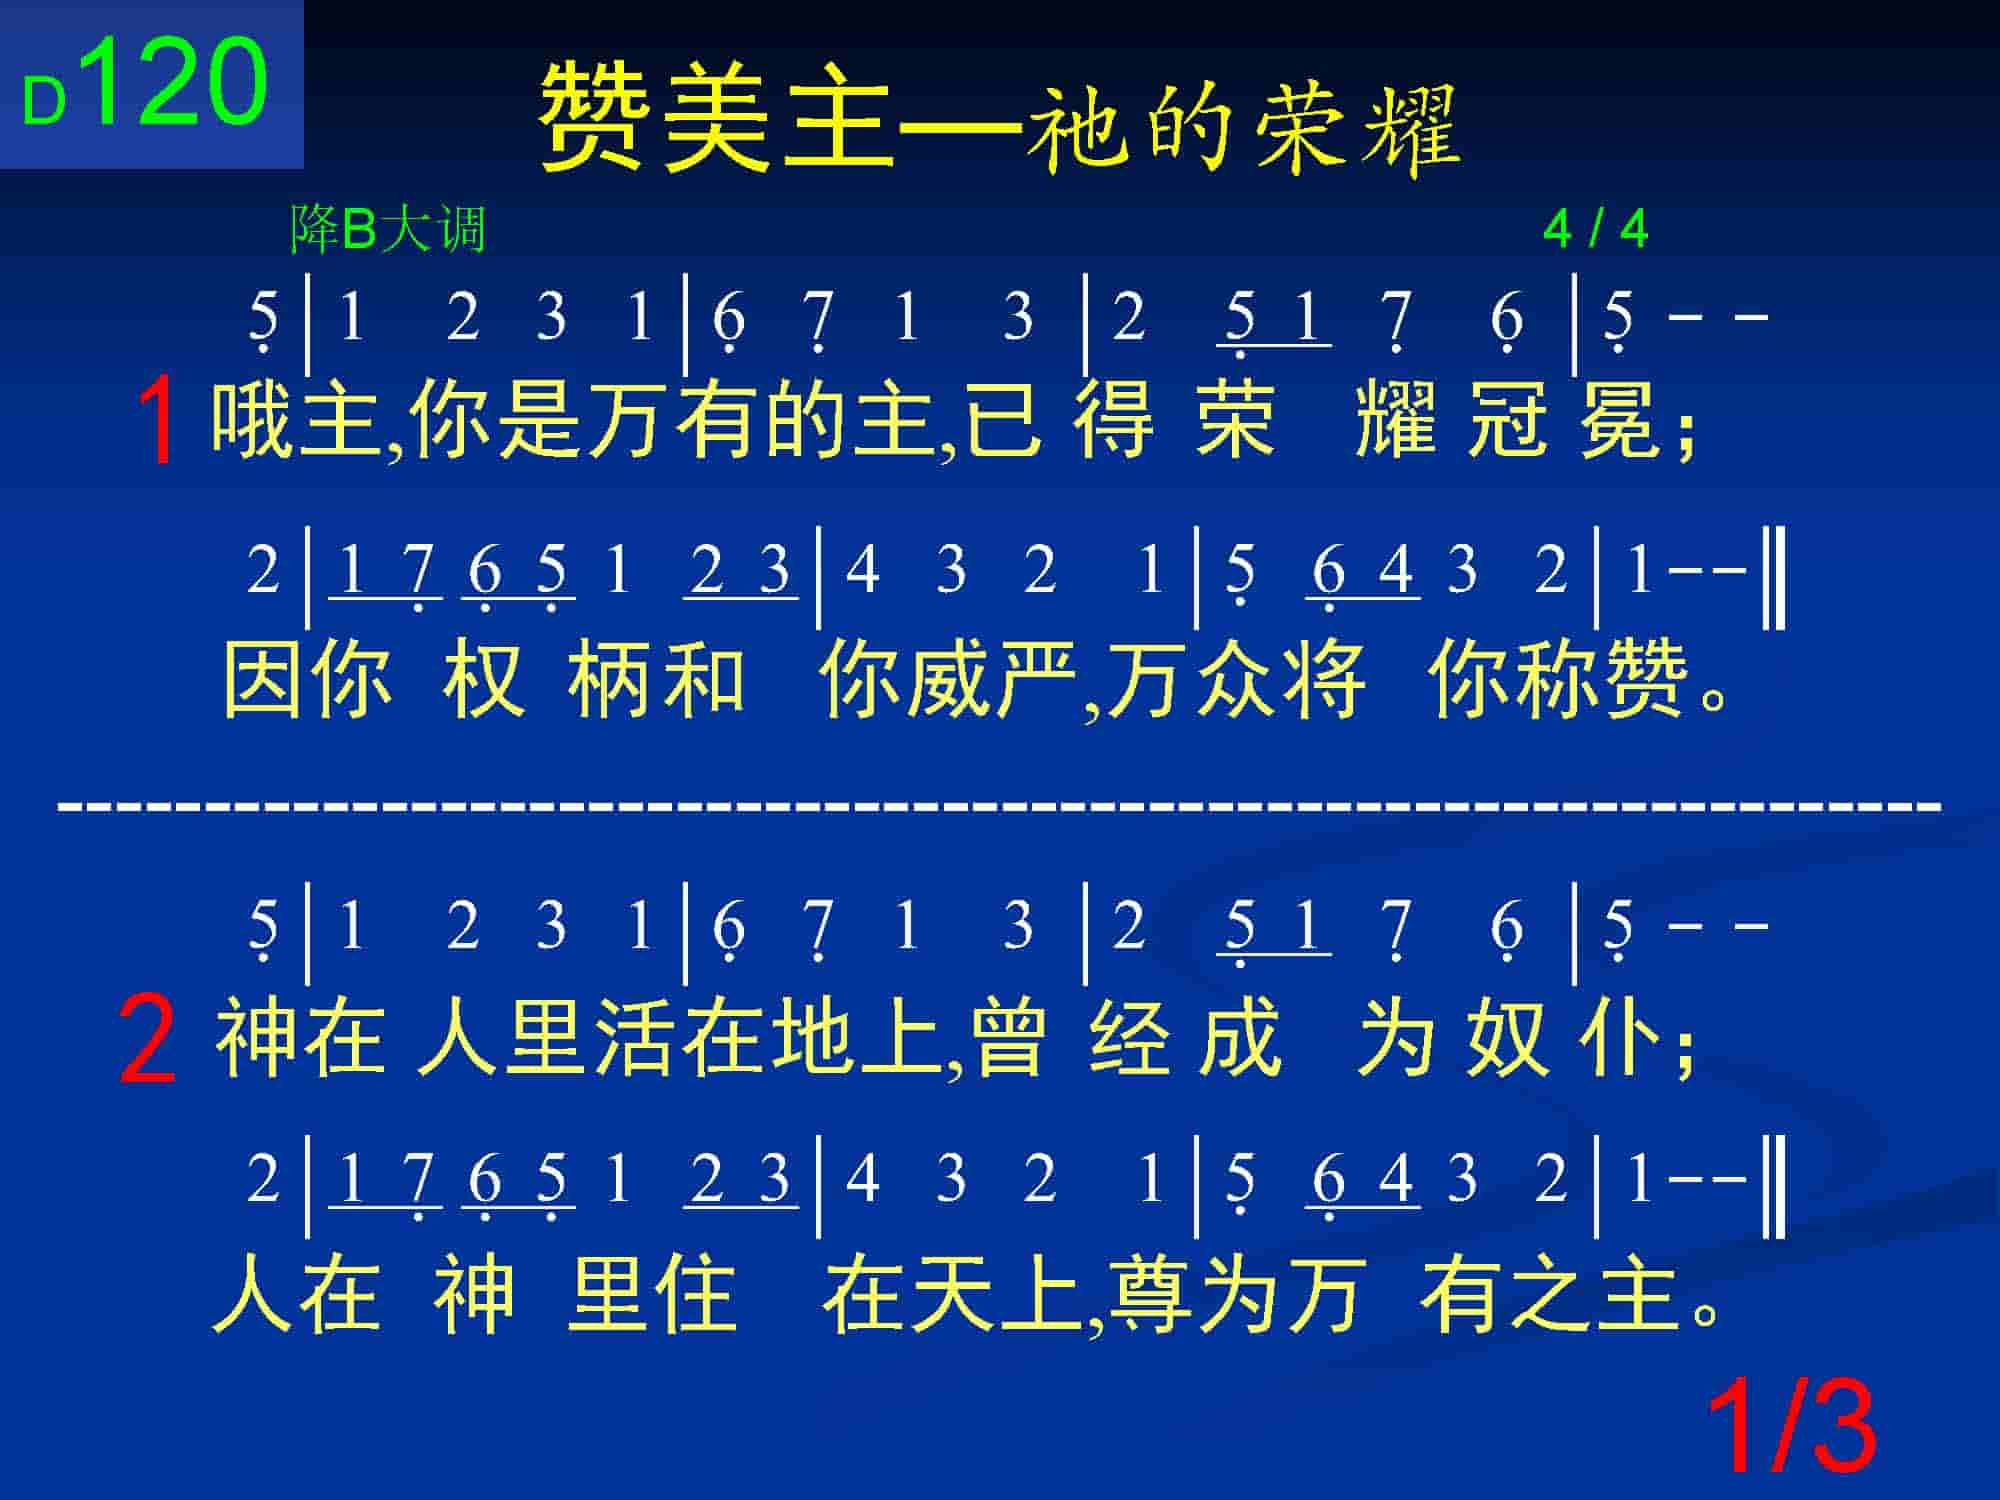 D120
赞美主—祂的荣耀
降B大调 4 / 4
5̣ | 1 2 3 1 | 6̣ 7̣ 1 3 | 2 5̣ 1 7̣ 6̣ | 5̣ - -
1 哦主,你是万有的主,已得荣耀冠冕;
2 | 1 7̣ 6̣ 5̣ 1 2 3 | 4 3 2 1 | 5̣ 6̣ 4 3 2 | 1 - - ‖
因你权柄和你威严,万众将你称赞。
5̣ | 1 2 3 1 | 6̣ 7̣ 1 3 | 2 5̣ 1 7̣ 6̣ | 5̣ - -
2 神在人里活在地上,曾经成为奴仆;
2 | 1 7̣ 6̣ 5̣ 1 2 3 | 4 3 2 1 | 5̣ 6̣ 4 3 2 | 1 - - ‖
人在神里住在天上,尊为万有之主。
1/3